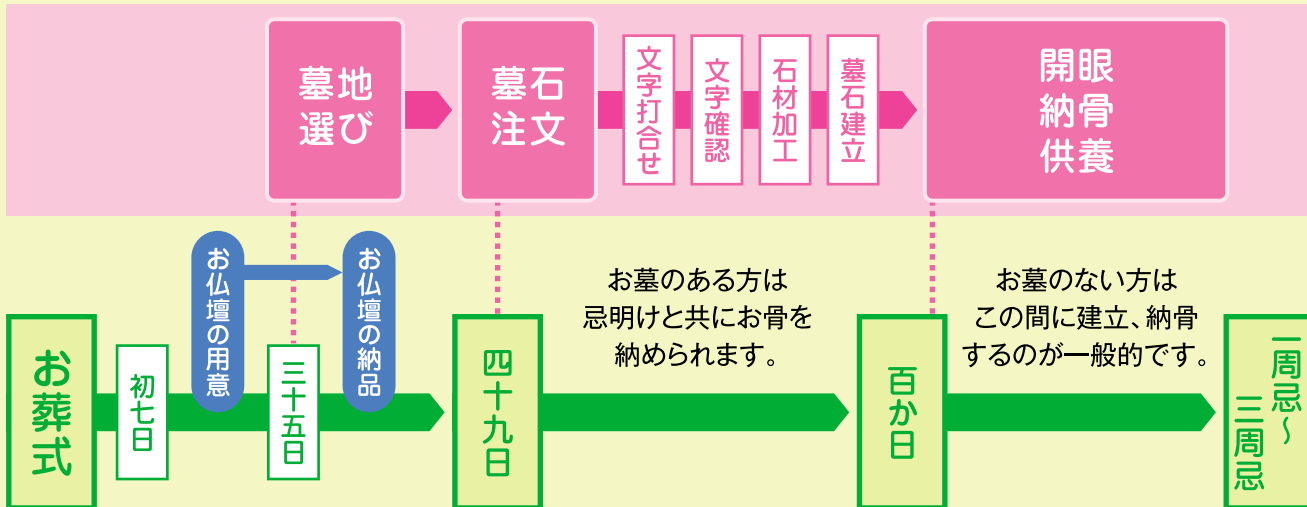 墓地
選び
墓石
注文
文字打合せ
文字確認
石材加工
墓石建立
開眼
納骨
供養
お葬式
初七日
お仏壇の用意
三十五日
お仏壇の納品
四十九日
お墓のある方は
忌明けと共にお骨を
納められます。
百か日
お墓のない方は
この間に建立、納骨
するのが一般的です。
一周忌～
三周忌